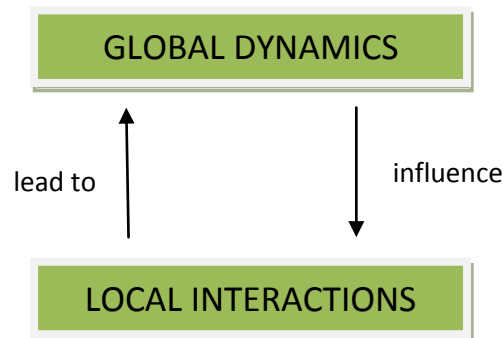 GLOBAL DYNAMICS
lead to
influence
LOCAL INTERACTIONS